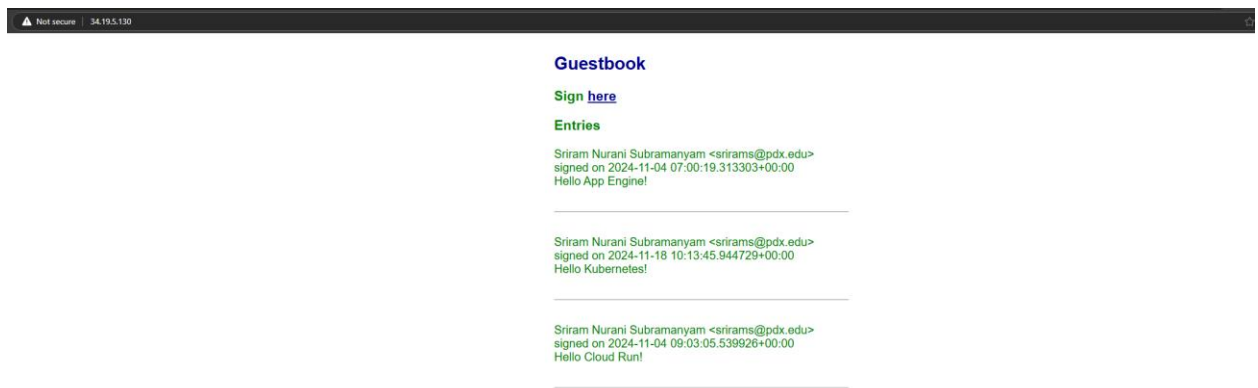 Not secure 34.19.5.130
Guestbook
Sign here
Entries
Sriram Nurani Subramanyam <srirams@pdx.edu>
signed on 2024-11-04 07:00:19.313303+00:00
Hello App Engine!
Sriram Nurani Subramanyam <srirams@pdx.edu>
signed on 2024-11-18 10:13:45.944729+00:00
Hello Kubernetes!
Sriram Nurani Subramanyam <srirams@pdx.edu>
signed on 2024-11-04 09:03:05.539926+00:00
Hello Cloud Run!